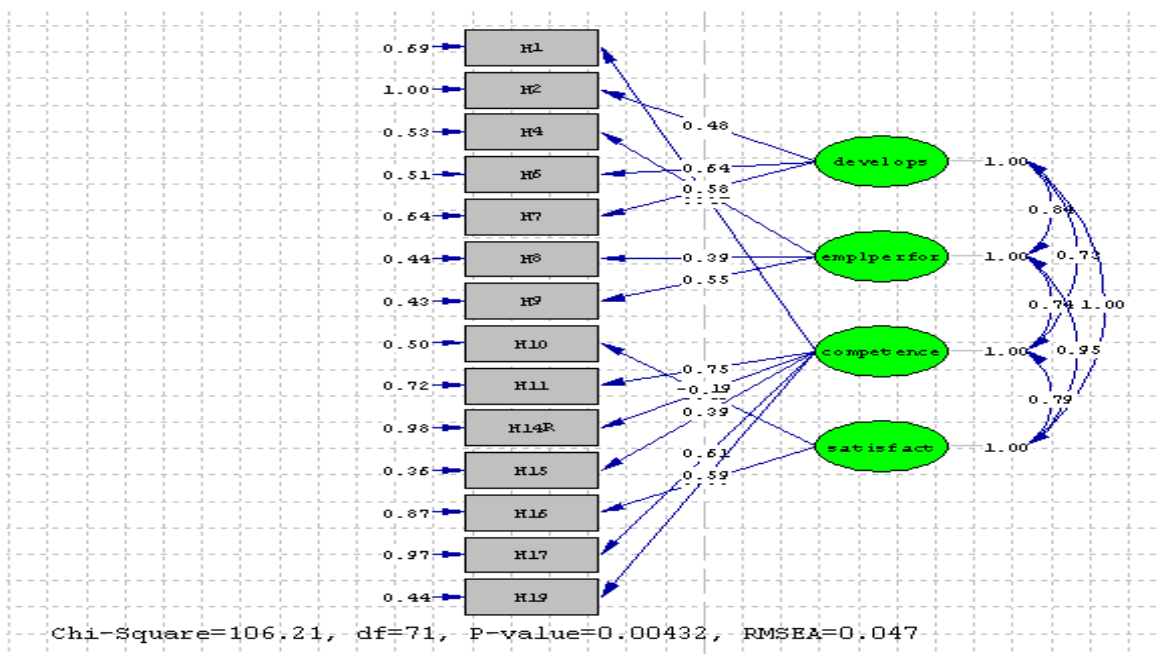 0.69 H1
1.00 H2
0.48
0.53 H4
develops 1.00
0.51 H5 0.64
0.58
0.64 H7
0.84
0.44 H8 0.39 emplperfor 1.00 0.73
0.55
0.43 H9
0.74 1.00
0.50 H10
competence 1.00 0.95
0.75
0.72 H11 -0.19
0.79
0.39
0.98 H14R
satisfact 1.00
0.61
0.36 H15
0.59
0.87 H16
0.97 H17
0.44 H19
Chi-Square=106.21, df=71, P-value=0.00432, RMSEA=0.047